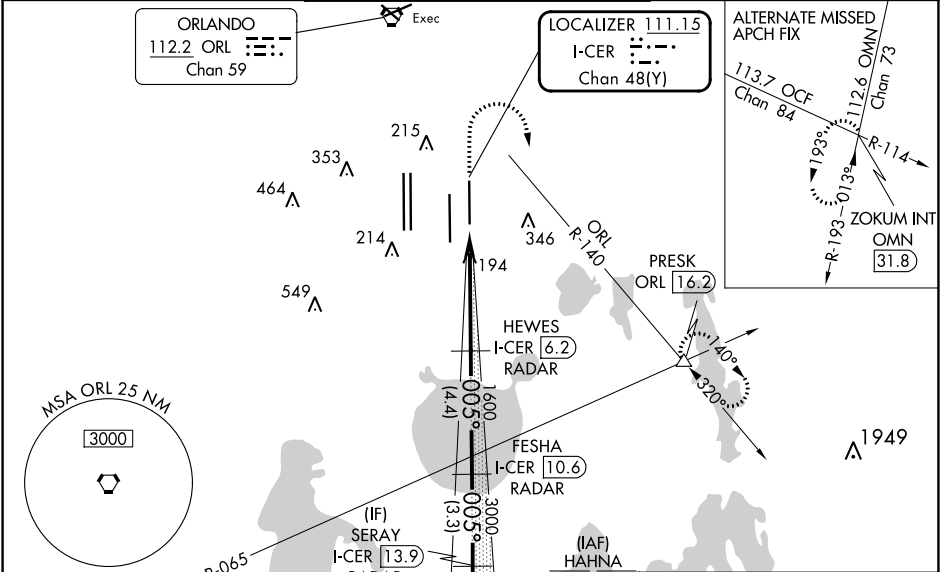 ORLANDO
112.2 ORL
Chan 59
Exec
LOCALIZER 111.15
I-CER
Chan 48(Y)
ALTERNATE MISSED
APCH FIX
113.7 OCF
Chan 84
112.6 OMN
Chan 73
R-114
193°
013°
R-193
ZOKUM INT
OMN
31.8
215
353
464
214
549
346
194
ORL
R-140
PRESK
ORL 16.2
140°
320°
HEWES
I-CER 6.2
RADAR
005°
1600
(4.4)
MSA ORL 25 NM
3000
1949
FESHA
I-CER 10.6
RADAR
005°
3000
(3.3)
(IF)
SERAY
I-CER 13.9
RADAR
R-065
(IAF)
HAHNA